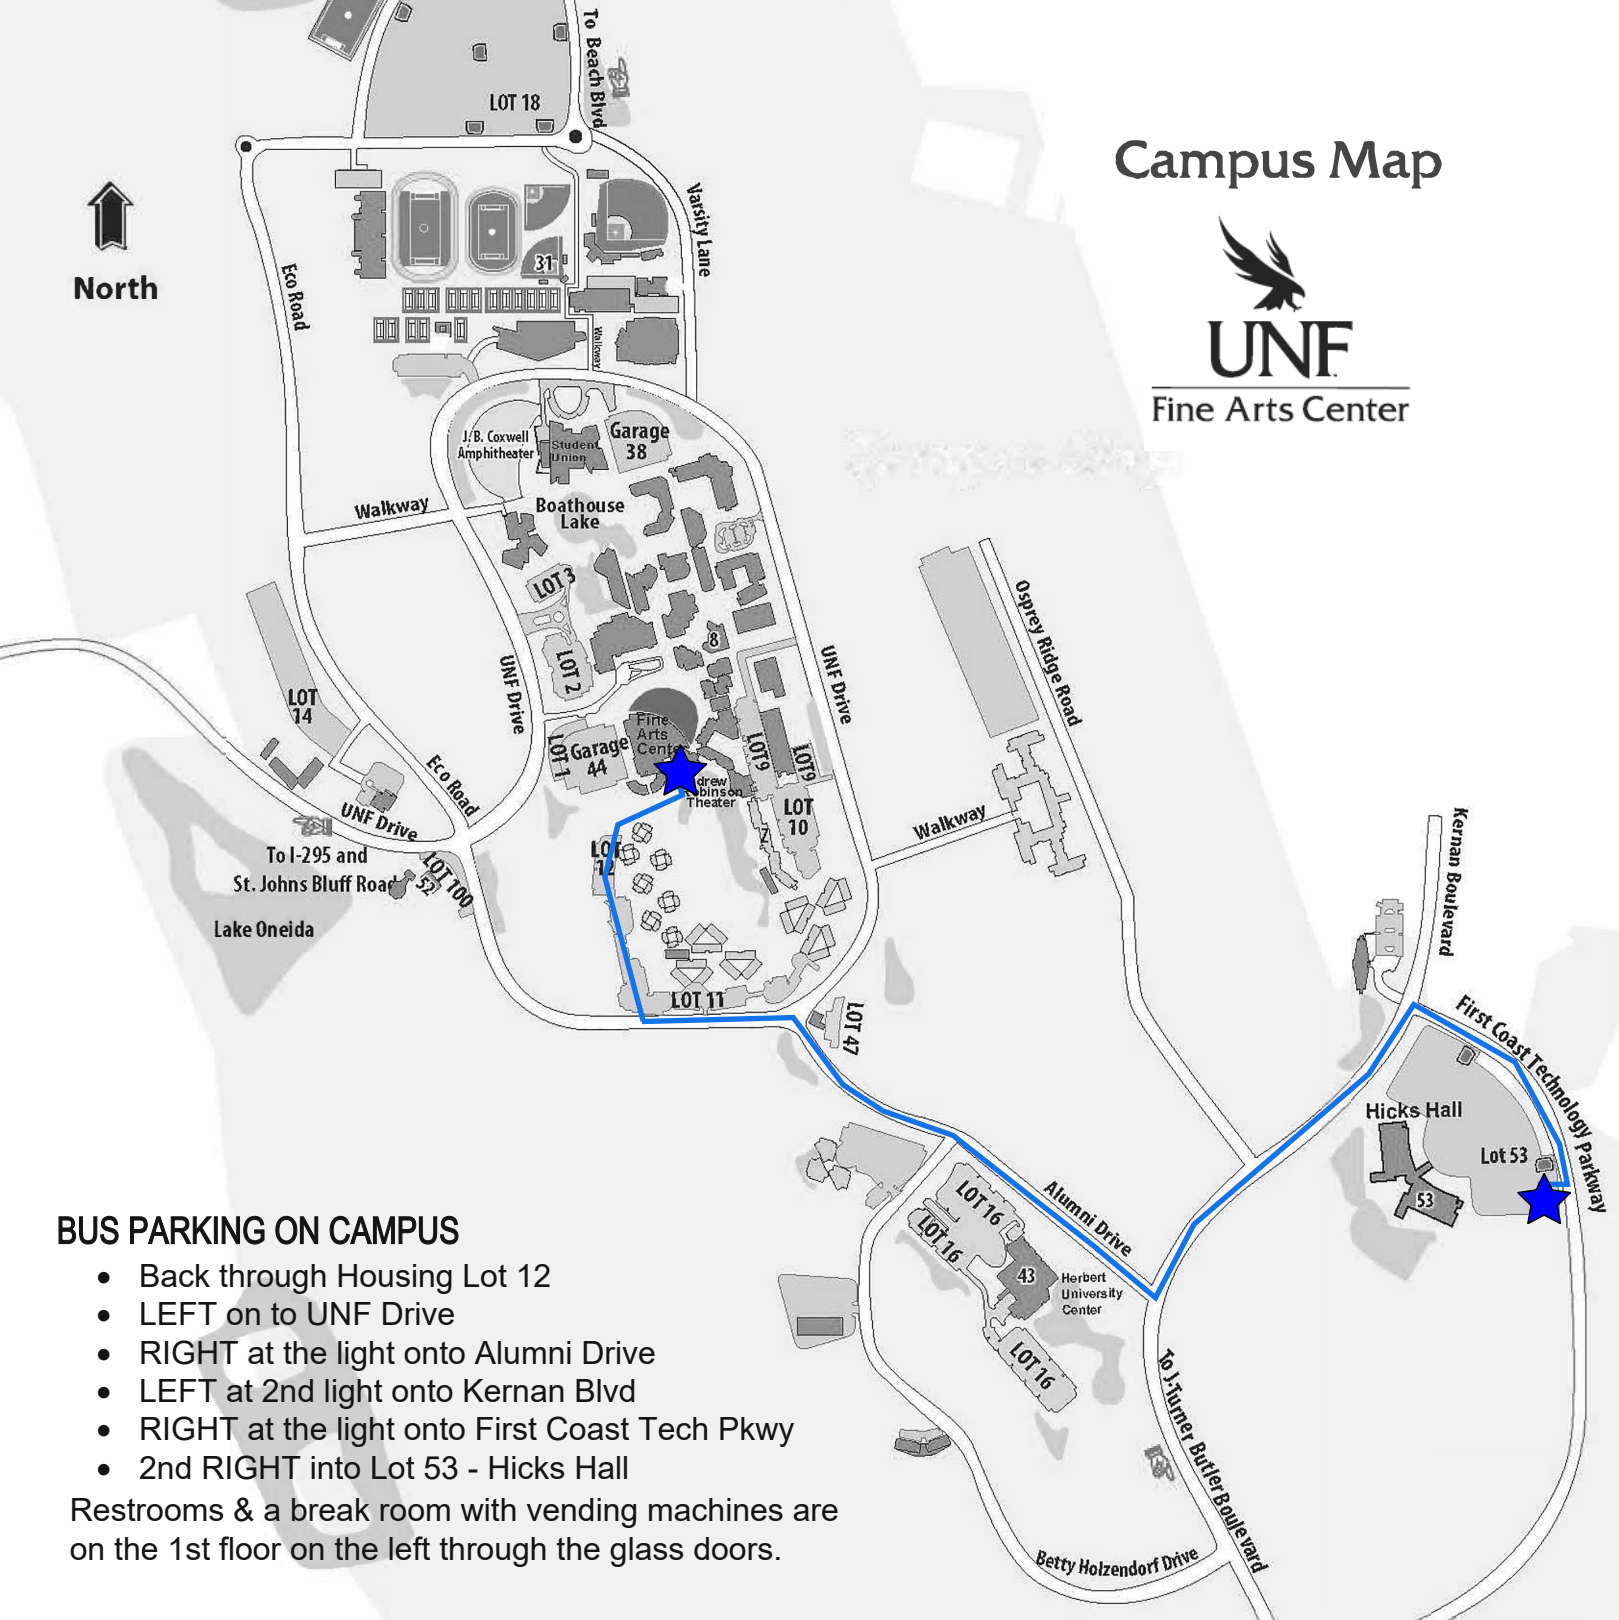 To Beach Blvd
LOT 18
Campus Map
UNF
Fine Arts Center
North
Eco Road
Varsity Lane
31
Walkway
J. B. Coxwell
Amphitheater
Student
Union
Garage
38
Walkway
Boathouse
Lake
LOT 3
Osprey Ridge Road
8
LOT 2
UNF Drive
UNF Drive
LOT
14
Fine
Arts
Center
LOT 1
Garage
44
LOT9
LOT9
Eco Road
Theater
LOT
10
7
UNF Drive
Walkway
Kernan Boulevard
To I-295 and
St. Johns Bluff Road
LOT 100
52
LOT
12
Lake Oneida
LOT 11
LOT 47
First Coast Technology Parkway
Hicks Hall
Lot 53
53
LOT 16
LOT 16
Alumni Drive
43
Herbert
University
Center
LOT 16
To J. Turner Butler Boulevard
Betty Holzendorf Drive
BUS PARKING ON CAMPUS
• Back through Housing Lot 12
• LEFT on to UNF Drive
• RIGHT at the light onto Alumni Drive
• LEFT at 2nd light onto Kernan Blvd
• RIGHT at the light onto First Coast Tech Pkwy
• 2nd RIGHT into Lot 53 - Hicks Hall
Restrooms & a break room with vending machines are
on the 1st floor on the left through the glass doors.